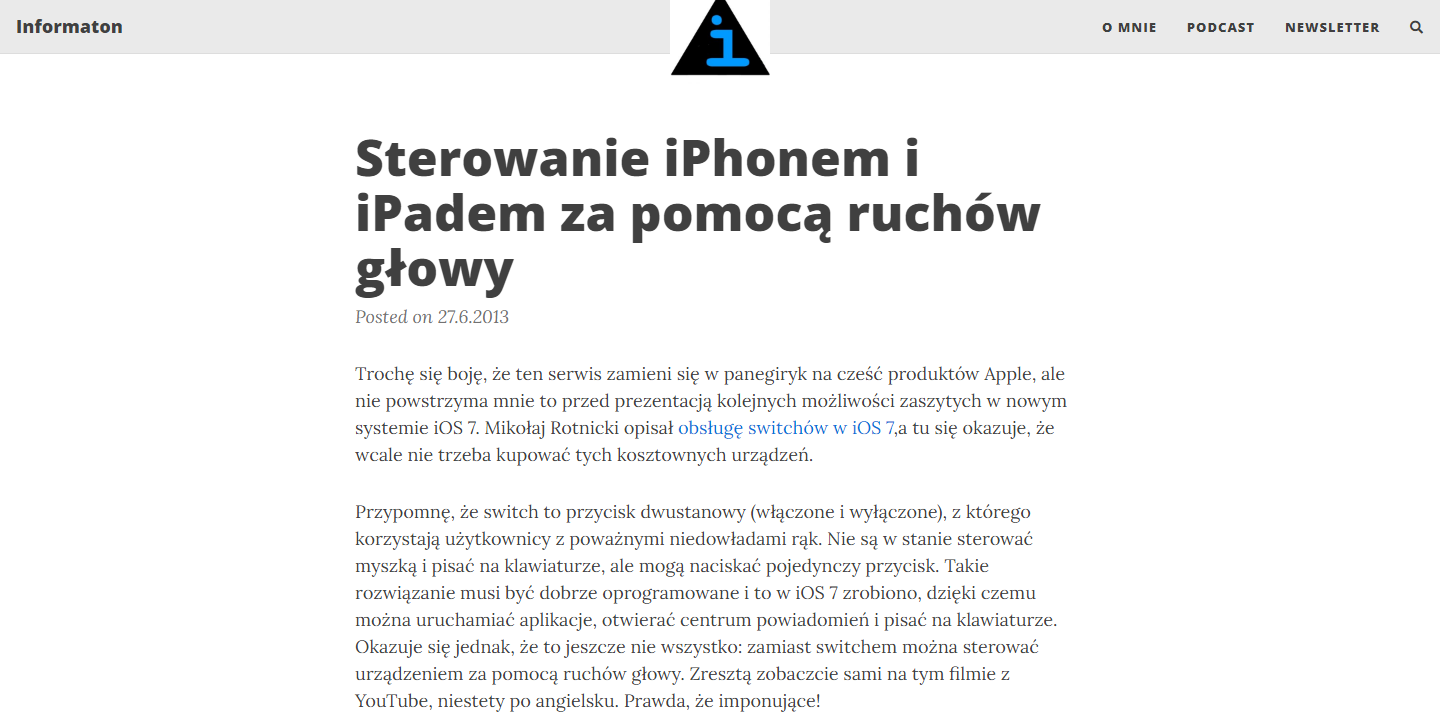 Informaton
i
O MNIE
PODCAST
NEWSLETTER
Sterowanie iPhonem i
iPadem za pomocą ruchów
głowy
Posted on 27.6.2013
Trochę się boję, że ten serwis zamieni się w panegiryk na cześć produktów Apple, ale
nie powstrzyma mnie to przed prezentacją kolejnych możliwości zaszytych w nowym
systemie iOS 7. Mikołaj Rotnicki opisał obsługę switchów w iOS 7,a tu się okazuje, że
wcale nie trzeba kupować tych kosztownych urządzeń.
Przypomnę, że switch to przycisk dwustanowy (włączone i wyłączone), z którego
korzystają użytkownicy z poważnymi niedowładami rąk. Nie są w stanie sterować
myszką i pisać na klawiaturze, ale mogą naciskać pojedynczy przycisk. Takie
rozwiązanie musi być dobrze oprogramowane i to w iOS 7 zrobiono, dzięki czemu
można uruchamiać aplikacje, otwierać centrum powiadomień i pisać na klawiaturze.
Okazuje się jednak, że to jeszcze nie wszystko: zamiast switchem można sterować
urządzeniem za pomocą ruchów głowy. Zresztą zobaczcie sami na tym filmie z
YouTube, niestety po angielsku. Prawda, że imponujące!